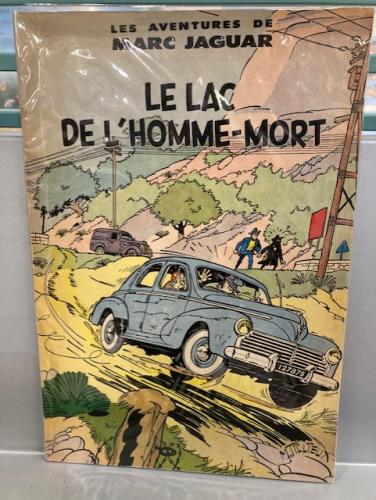 LES AVENTURES DE
MARC JAGUAR
LE LAC
DE L'HOMME-MORT